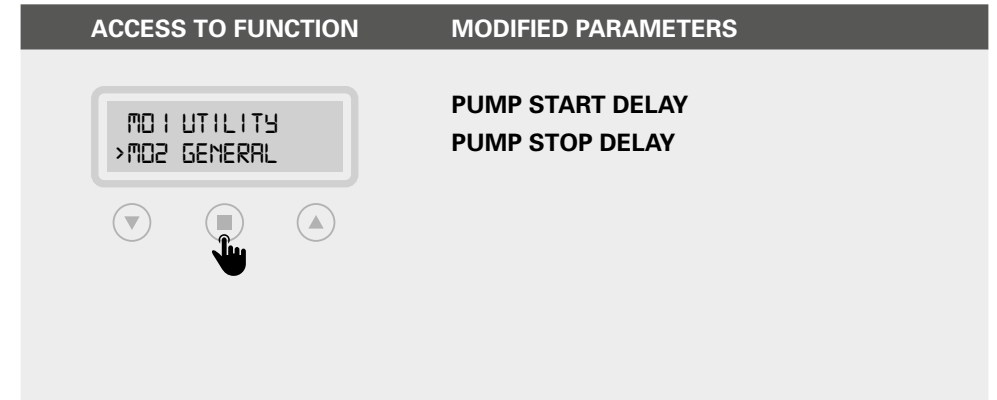 ACCESS TO FUNCTION
MODIFIED PARAMETERS
M01 UTILITY
>M02 GENERAL
PUMP START DELAY
PUMP STOP DELAY